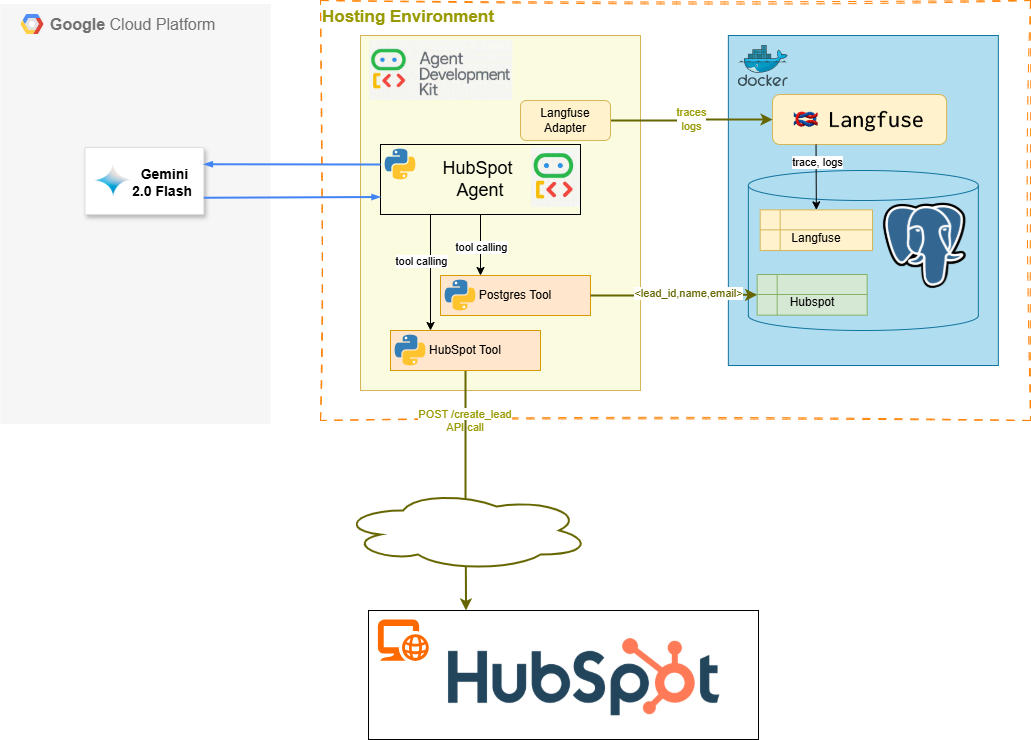 Google Cloud Platform
Hosting Environment
Agent
Development
Kit
docker
Langfuse
Adapter
traces
logs
Langfuse
Gemini
2.0 Flash
HubSpot
Agent
trace, logs
tool calling
tool calling
Langfuse
Postgres Tool
<lead_id,name,email>
Hubspot
HubSpot Tool
POST /create_lead
API call
HubSpot